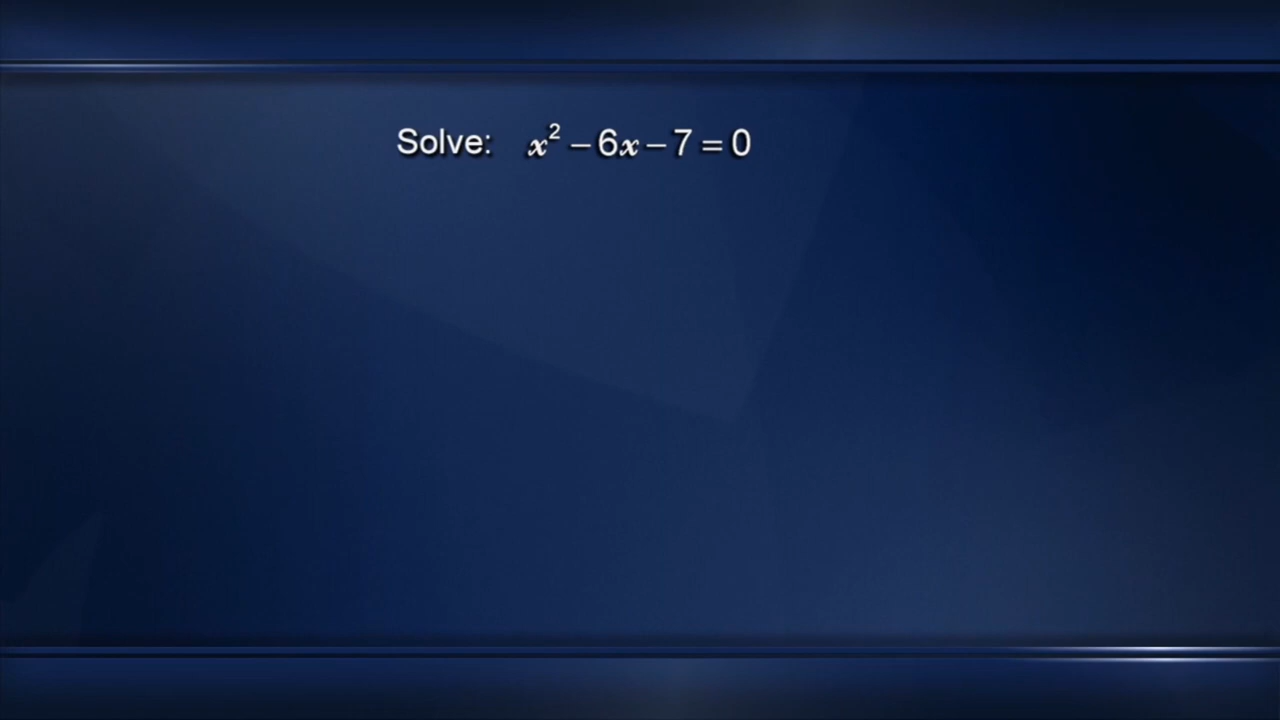 Solve: x² − 6x − 7 = 0